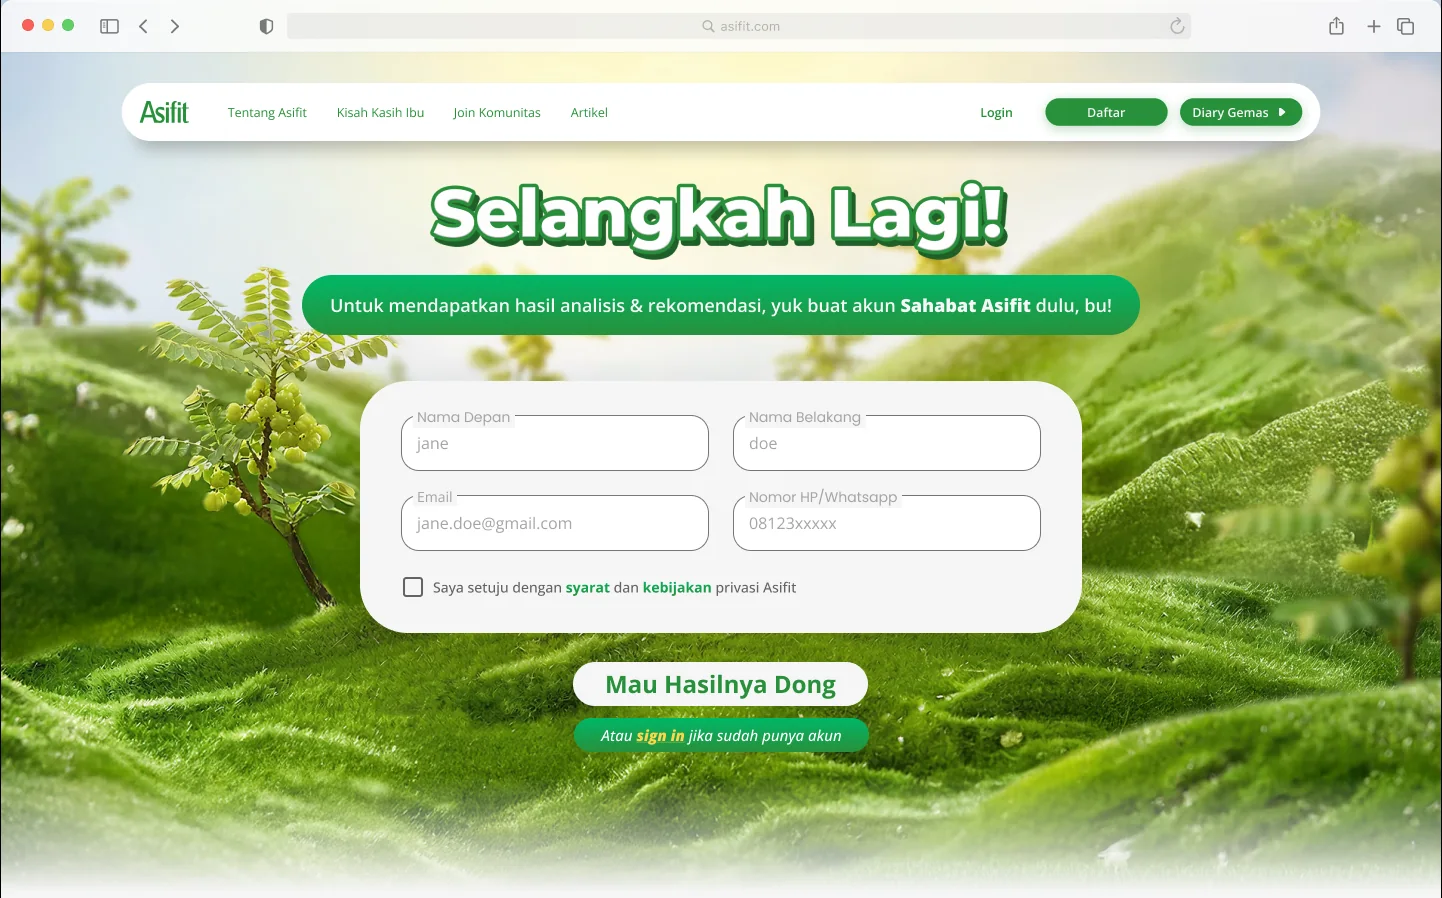 asifit.com
Asifit
Tentang Asifit
Kisah Kasih Ibu
Join Komunitas
Artikel
Login
Daftar
Diary Gemas
Selangkah Lagi!
Untuk mendapatkan hasil analisis & rekomendasi, yuk buat akun Sahabat Asifit dulu, bu!
Nama Depan
jane
Nama Belakang
doe
Email
jane.doe@gmail.com
Nomor HP/Whatsapp
08123xxxxx
Saya setuju dengan syarat dan kebijakan privasi Asifit
Mau Hasilnya Dong
Atau sign in jika sudah punya akun